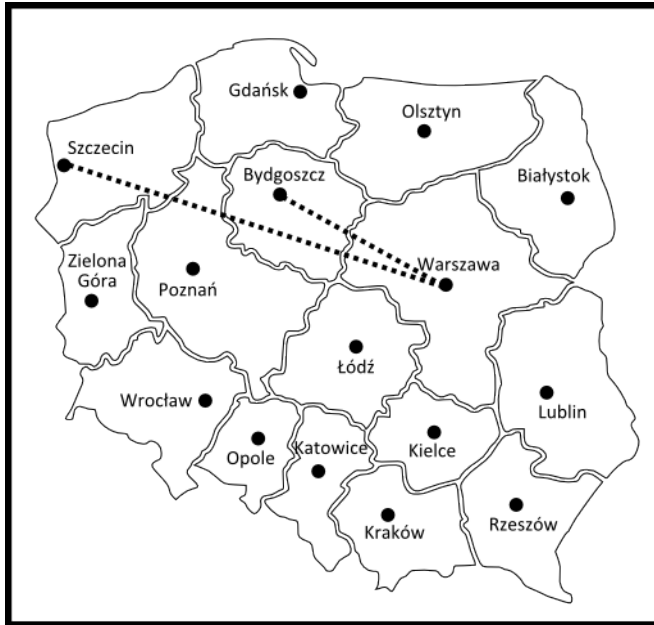 Gdańsk
Olsztyn
Szczecin
Bydgoszcz
Białystok
Zielona
Góra
Poznań
Warszawa
Łódź
Wrocław
Lublin
Opole
Katowice
Kielce
Kraków
Rzeszów